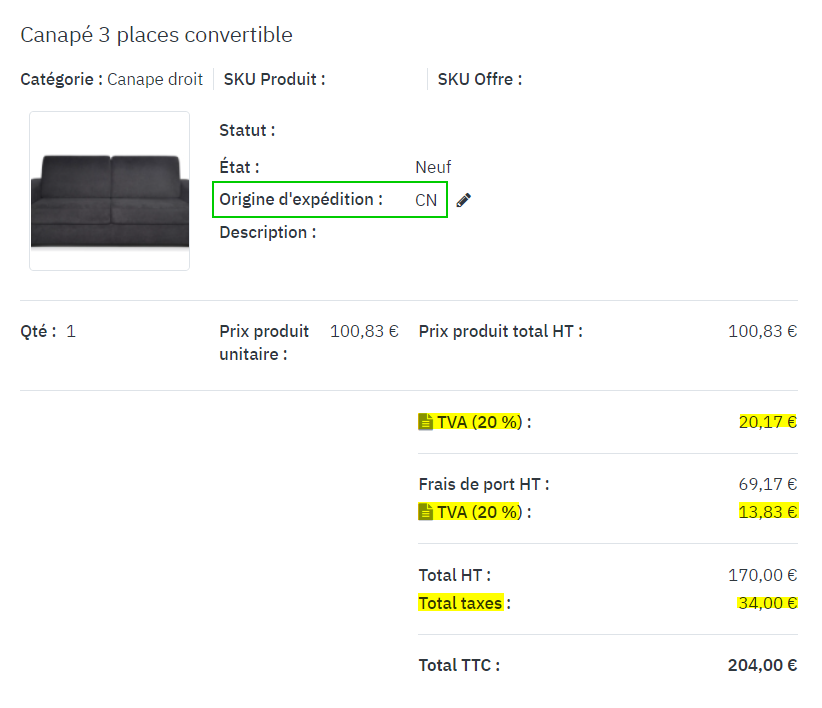 Canapé 3 places convertible
Catégorie : Canape droit SKU Produit : SKU Offre :
Statut :
État : Neuf
Origine d'expédition : CN
Description :
Qté : 1 Prix produit unitaire : 100,83 € Prix produit total HT : 100,83 €
TVA (20 %) : 20,17 €
Frais de port HT : 69,17 €
TVA (20 %) : 13,83 €
Total HT : 170,00 €
Total taxes : 34,00 €
Total TTC : 204,00 €